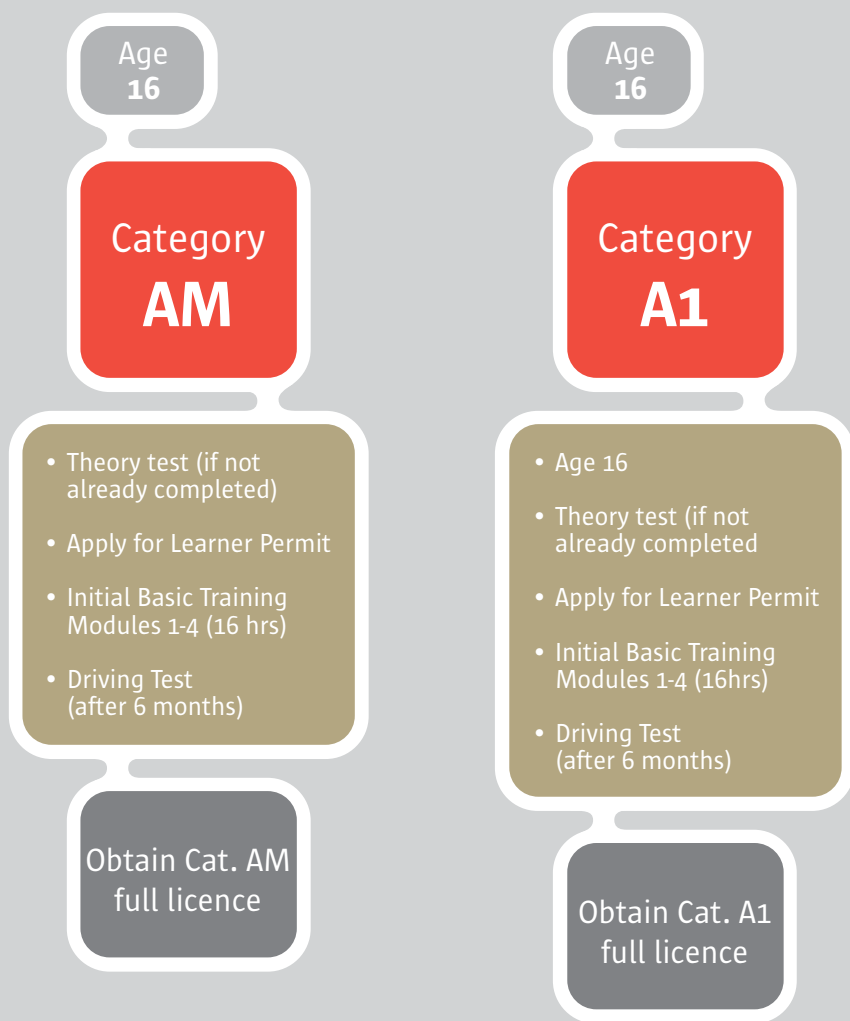 Age
16
Category
AM
• Theory test (if not
already completed)
• Apply for Learner Permit
• Initial Basic Training
Modules 1-4 (16 hrs)
• Driving Test
(after 6 months)
Obtain Cat. AM
full licence
Age
16
Category
A1
• Age 16
• Theory test (if not
already completed
• Apply for Learner Permit
• Initial Basic Training
Modules 1-4 (16hrs)
• Driving Test
(after 6 months)
Obtain Cat. A1
full licence